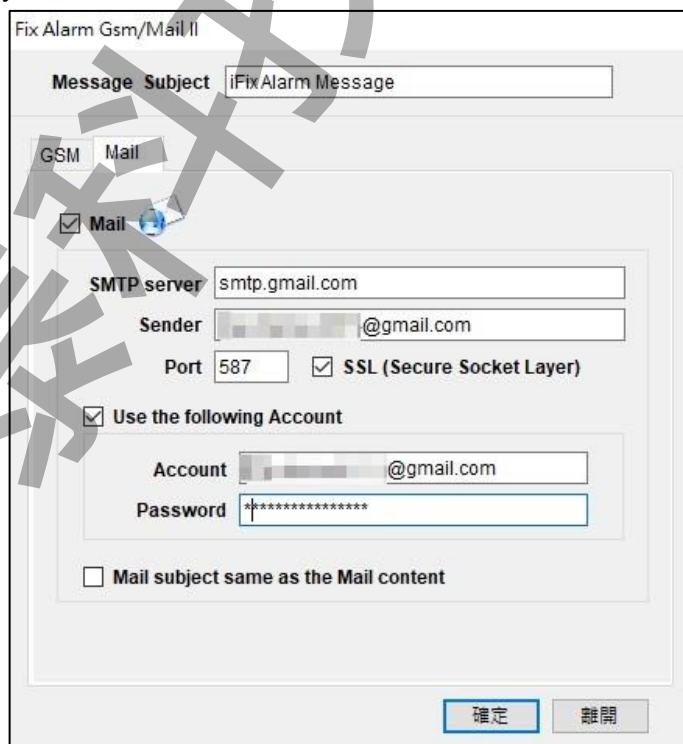 Fix Alarm Gsm/Mail II
Message Subject iFixAlarm Message
GSM Mail
Mail
SMTP server smtp.gmail.com
Sender @gmail.com
Port 587 SSL (Secure Socket Layer)
Use the following Account
Account @gmail.com
Password ****************
Mail subject same as the Mail content
確定 離開